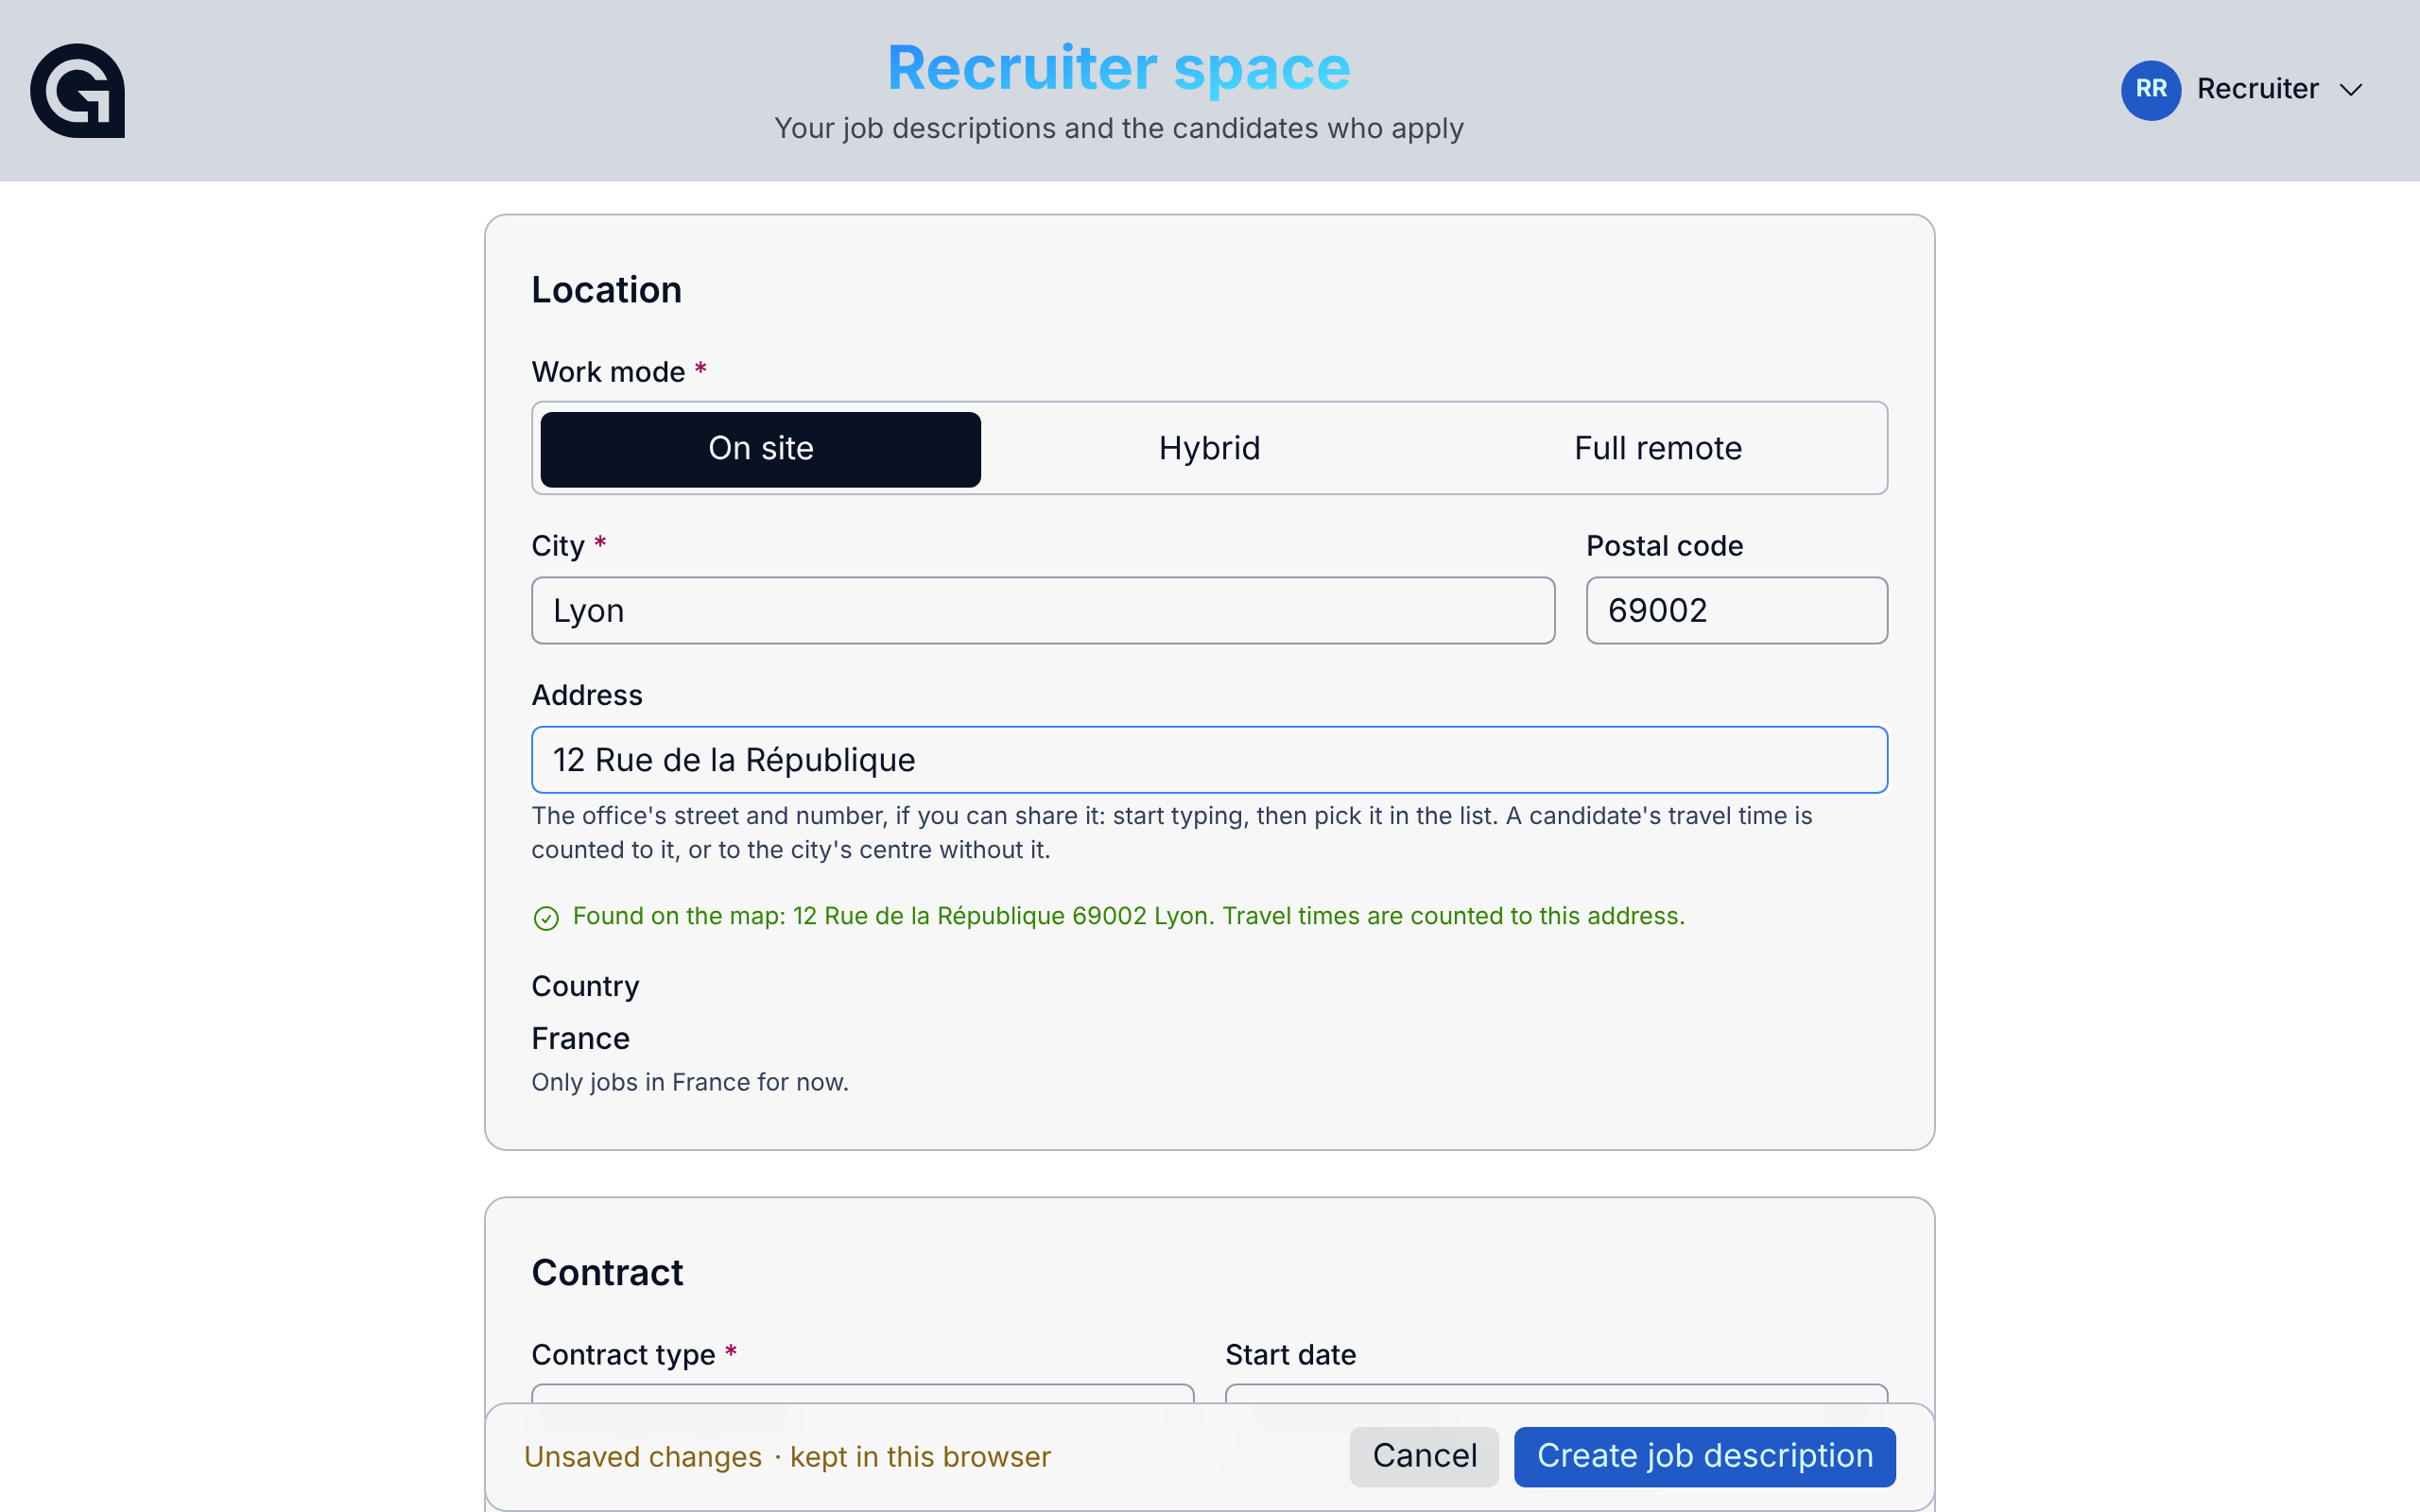 Recruiter space
Your job descriptions and the candidates who apply
RR Recruiter
Location
Work mode *
On site Hybrid Full remote
City * Postal code
Lyon 69002
Address
12 Rue de la République
The office's street and number, if you can share it: start typing, then pick it in the list. A candidate's travel time is
counted to it, or to the city's centre without it.
Found on the map: 12 Rue de la République 69002 Lyon. Travel times are counted to this address.
Country
France
Only jobs in France for now.
Contract
Contract type * Start date
Unsaved changes · kept in this browser Cancel Create job description